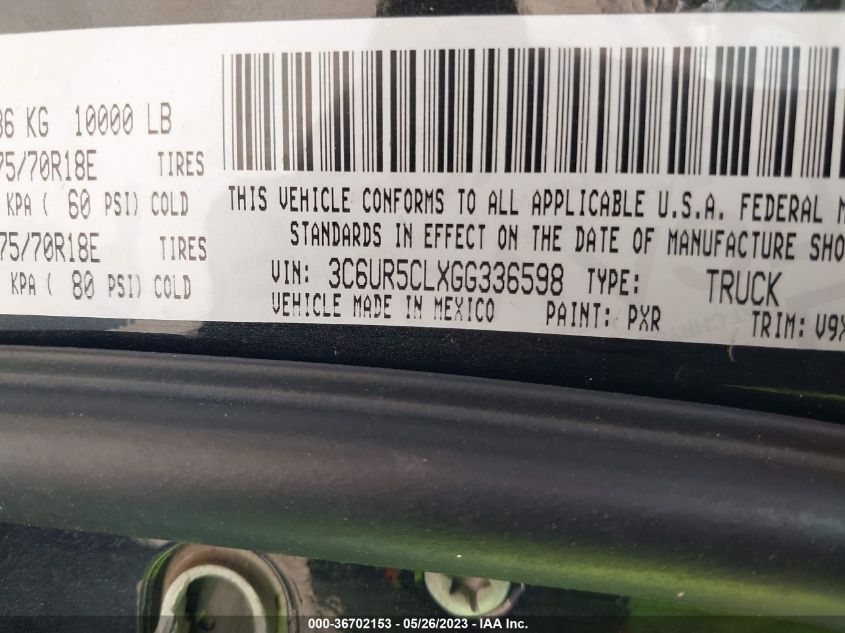 36 KG 10000 LB
75/70R18E TIRES
KPA ( 60 PSI) COLD
75/70R18E TIRES
KPA ( 80 PSI) COLD
THIS VEHICLE CONFORMS TO ALL APPLICABLE U.S.A. FEDERAL M
STANDARDS IN EFFECT ON THE DATE OF MANUFACTURE SHO
VIN: 3C6UR5CLXGG336598 TYPE: TRUCK
VEHICLE MADE IN MEXICO PAINT: PXR TRIM: V9X
000-36702153 - 05/26/2023 - IAA Inc.